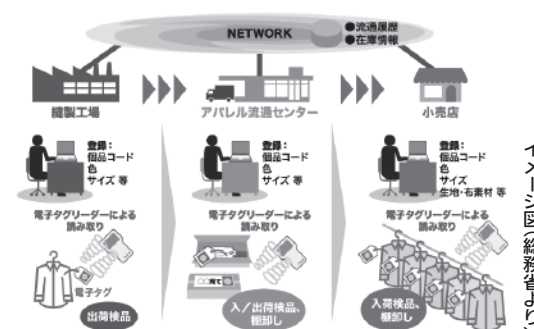 NETWORK
●流通履歴
●在庫情報
縫製工場
アパレル流通センター
小売店
登録：
個品コード
色
サイズ 等
登録：
個品コード
色
サイズ 等
登録：
個品コード
色
サイズ
生地・布素材 等
電子タグリーダーによる
読み取り
電子タグリーダーによる
読み取り
電子タグリーダーによる
読み取り
電子タグ
出荷検品
入／出荷検品、
棚卸し
入荷検品、
棚卸し
イメージ図（総務省より）